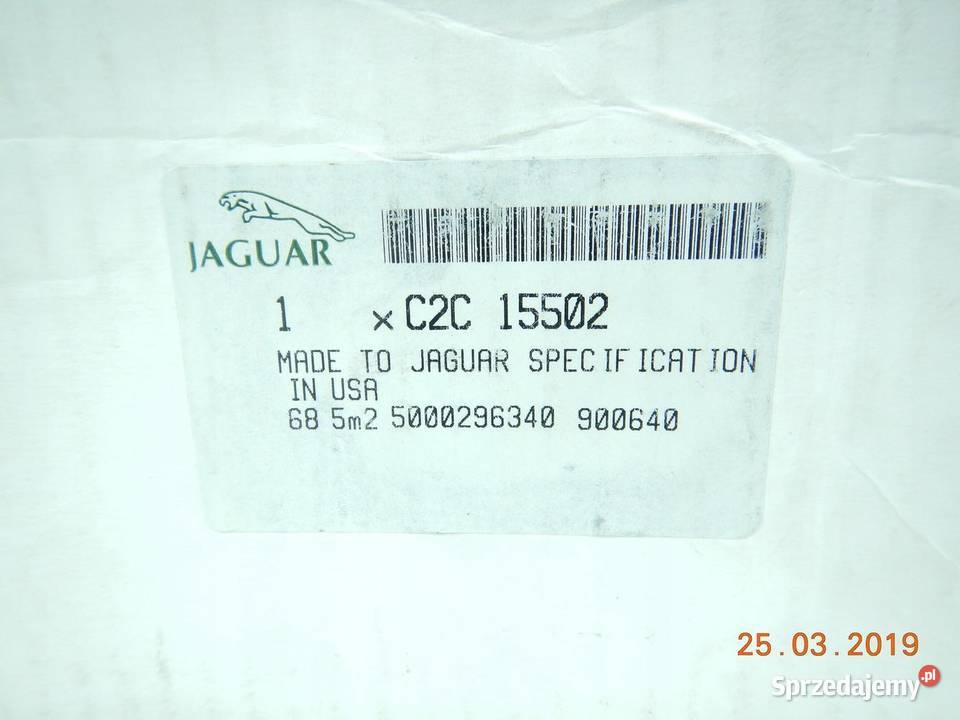 JAGUAR
1 x C2C 15502
MADE TO JAGUAR SPECIFICATION
IN USA
68 5m2 5000296340 900640
25.03.2019
Sprzedajemy.pl